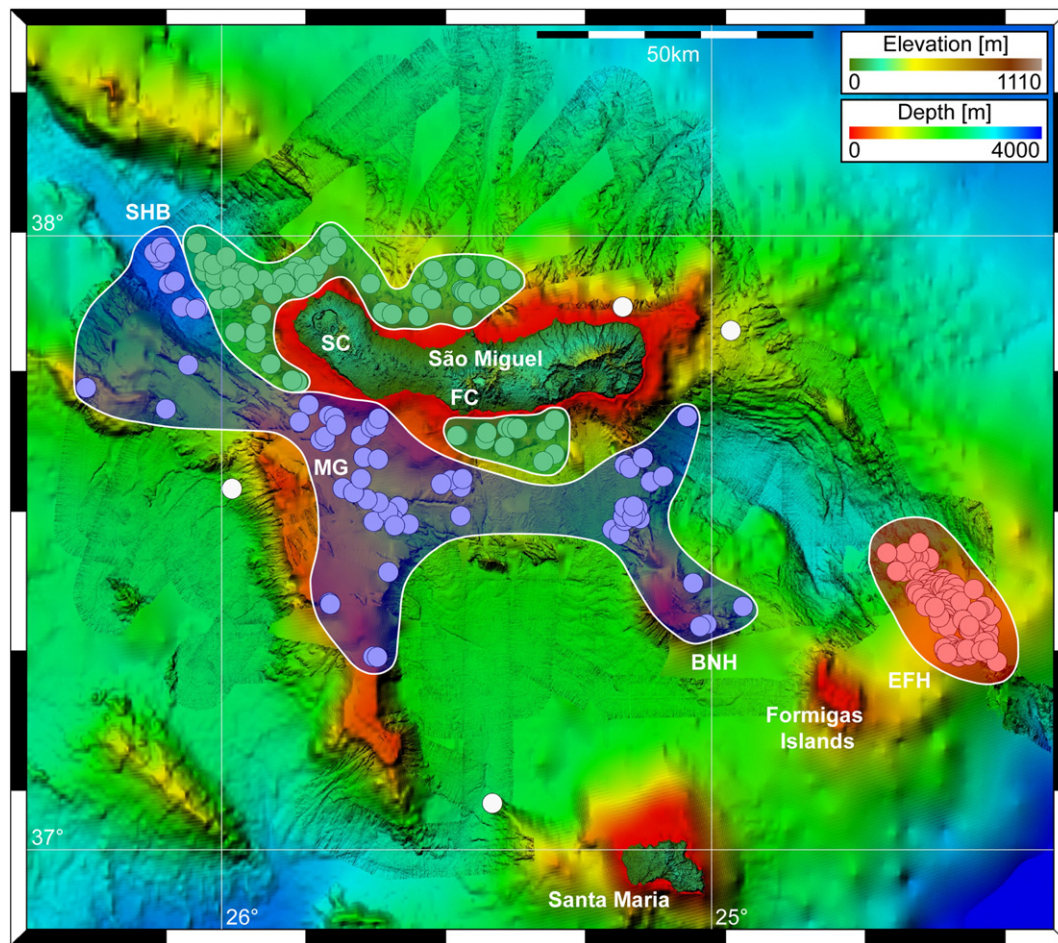 50km
Elevation [m]
0 1110
Depth [m]
0 4000
SHB
38°
SC
São Miguel
FC
MG
BNH
EFH
Formigas
Islands
37°
Santa Maria
26°
25°